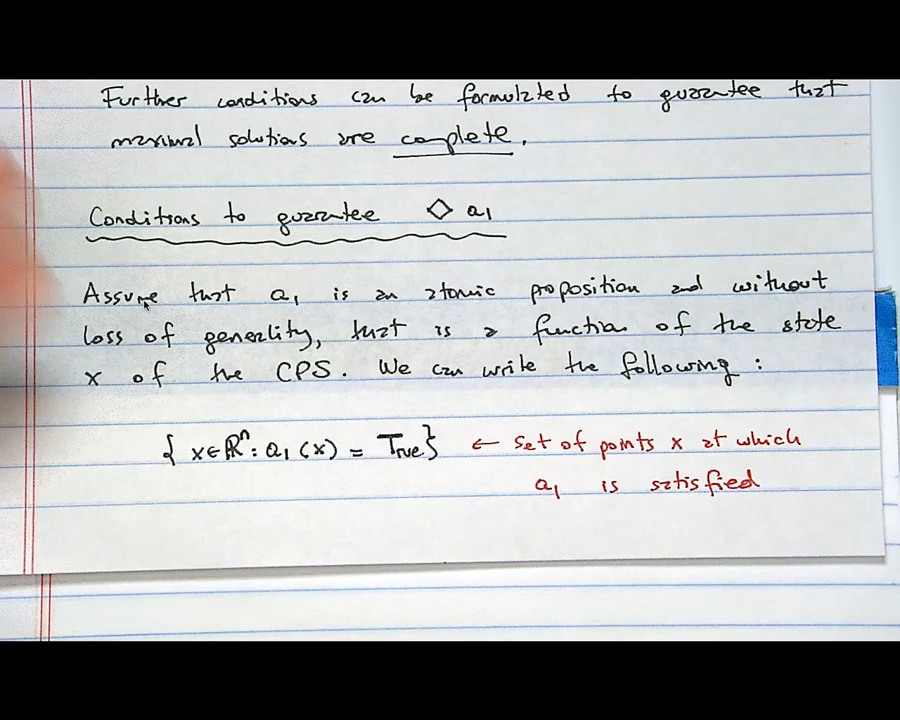 Further conditions can be formulated to guarantee that
maximal solutions are complete.
Conditions to guarantee ◇ a₁
Assume that a₁ is an atomic proposition and without
loss of generality, that is a function of the state
x of the CPS. We can write the following :
{ x∈ℝⁿ : a₁(x) = True} ← set of points x at which
a₁ is satisfied